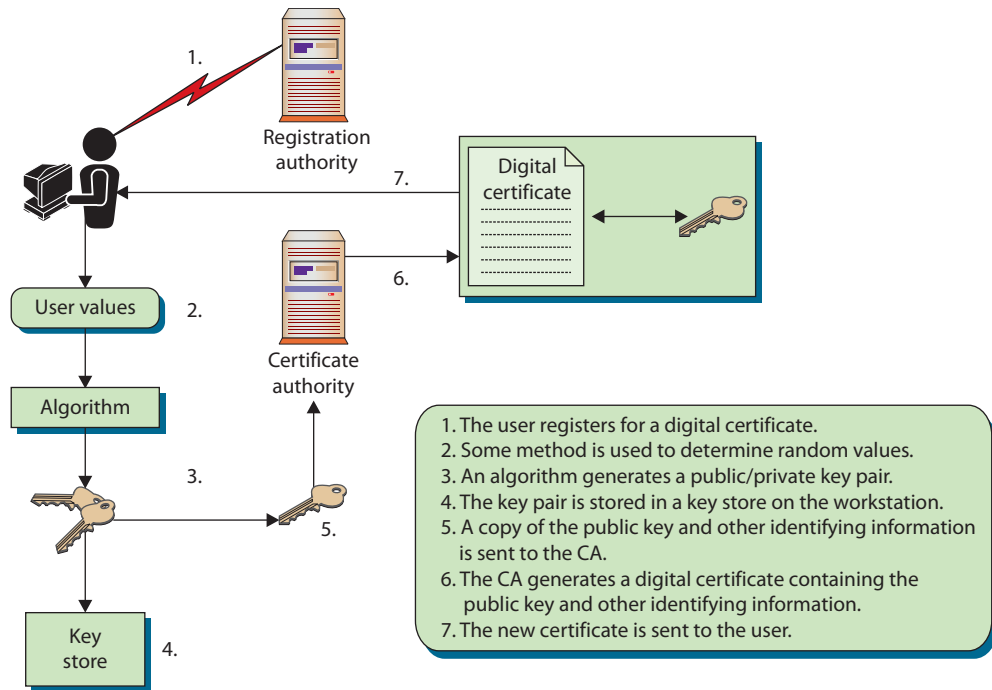 1.
Registration
authority
7.
Digital
certificate
6.
User values
2.
Certificate
authority
Algorithm
3.
5.
Key
store
4.
1. The user registers for a digital certificate.
2. Some method is used to determine random values.
3. An algorithm generates a public/private key pair.
4. The key pair is stored in a key store on the workstation.
5. A copy of the public key and other identifying information
is sent to the CA.
6. The CA generates a digital certificate containing the
public key and other identifying information.
7. The new certificate is sent to the user.